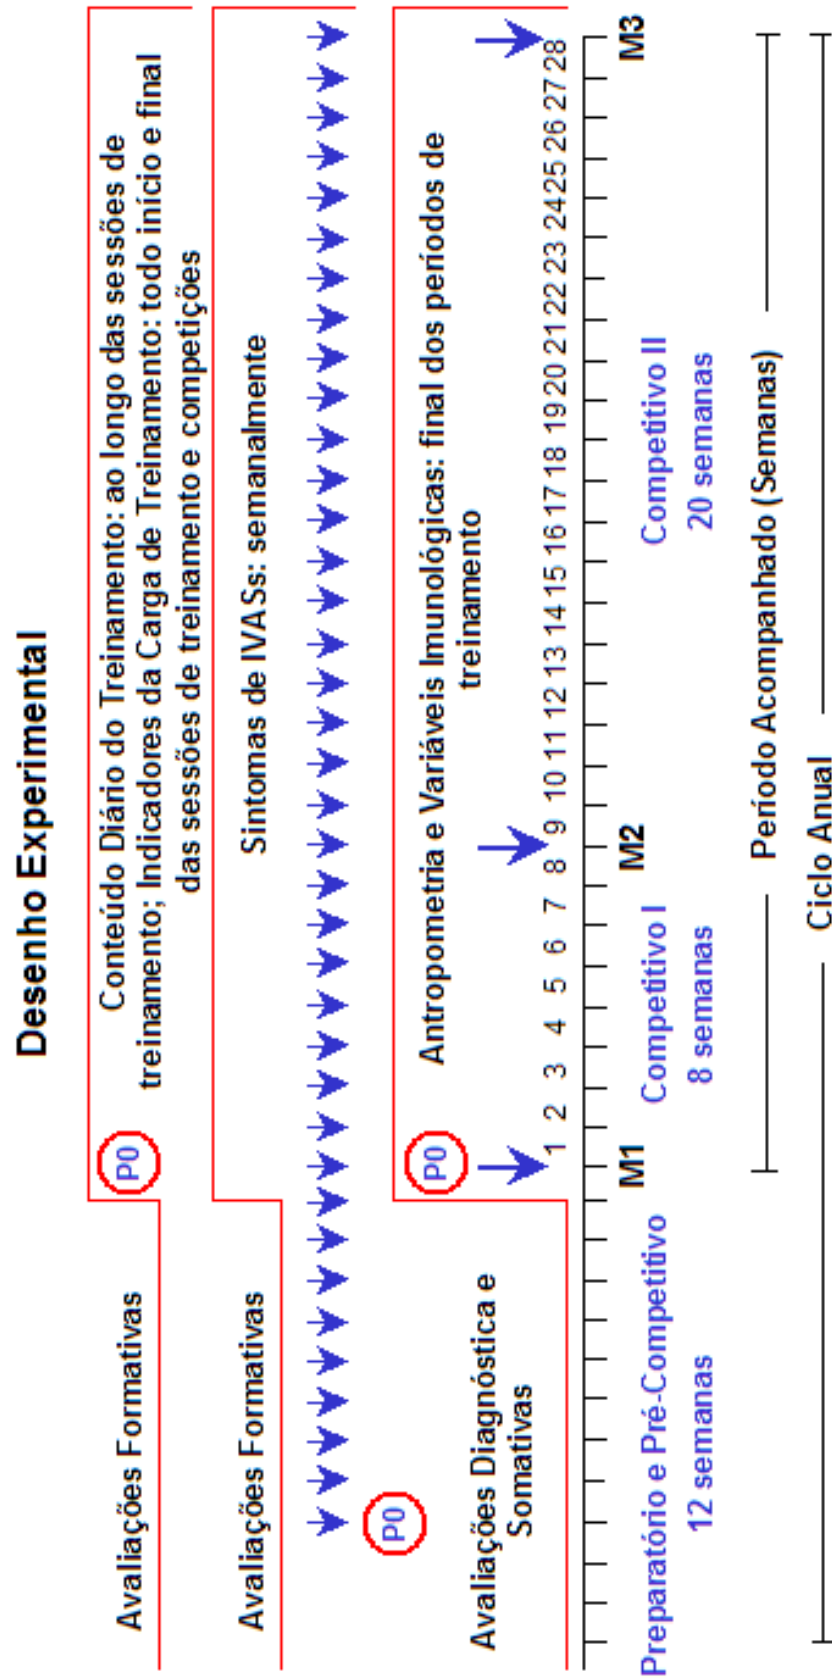 Desenho Experimental
Avaliações Formativas
P0
Conteúdo Diário do Treinamento: ao longo das sessões de
treinamento; Indicadores da Carga de Treinamento: todo início e final
das sessões de treinamento e competições
Avaliações Formativas
Sintomas de IVASs: semanalmente
P0
Avaliações Diagnóstica e
Somativas
P0
Antropometria e Variáveis Imunológicas: final dos períodos de
treinamento
1 2 3 4 5 6 7 8 9 10 11 12 13 14 15 16 17 18 19 20 21 22 23 24 25 26 27 28
M1 M2 M3
Preparatório e Pré-Competitivo
12 semanas
Competitivo I
8 semanas
Competitivo II
20 semanas
Período Acompanhado (Semanas)
Ciclo Anual